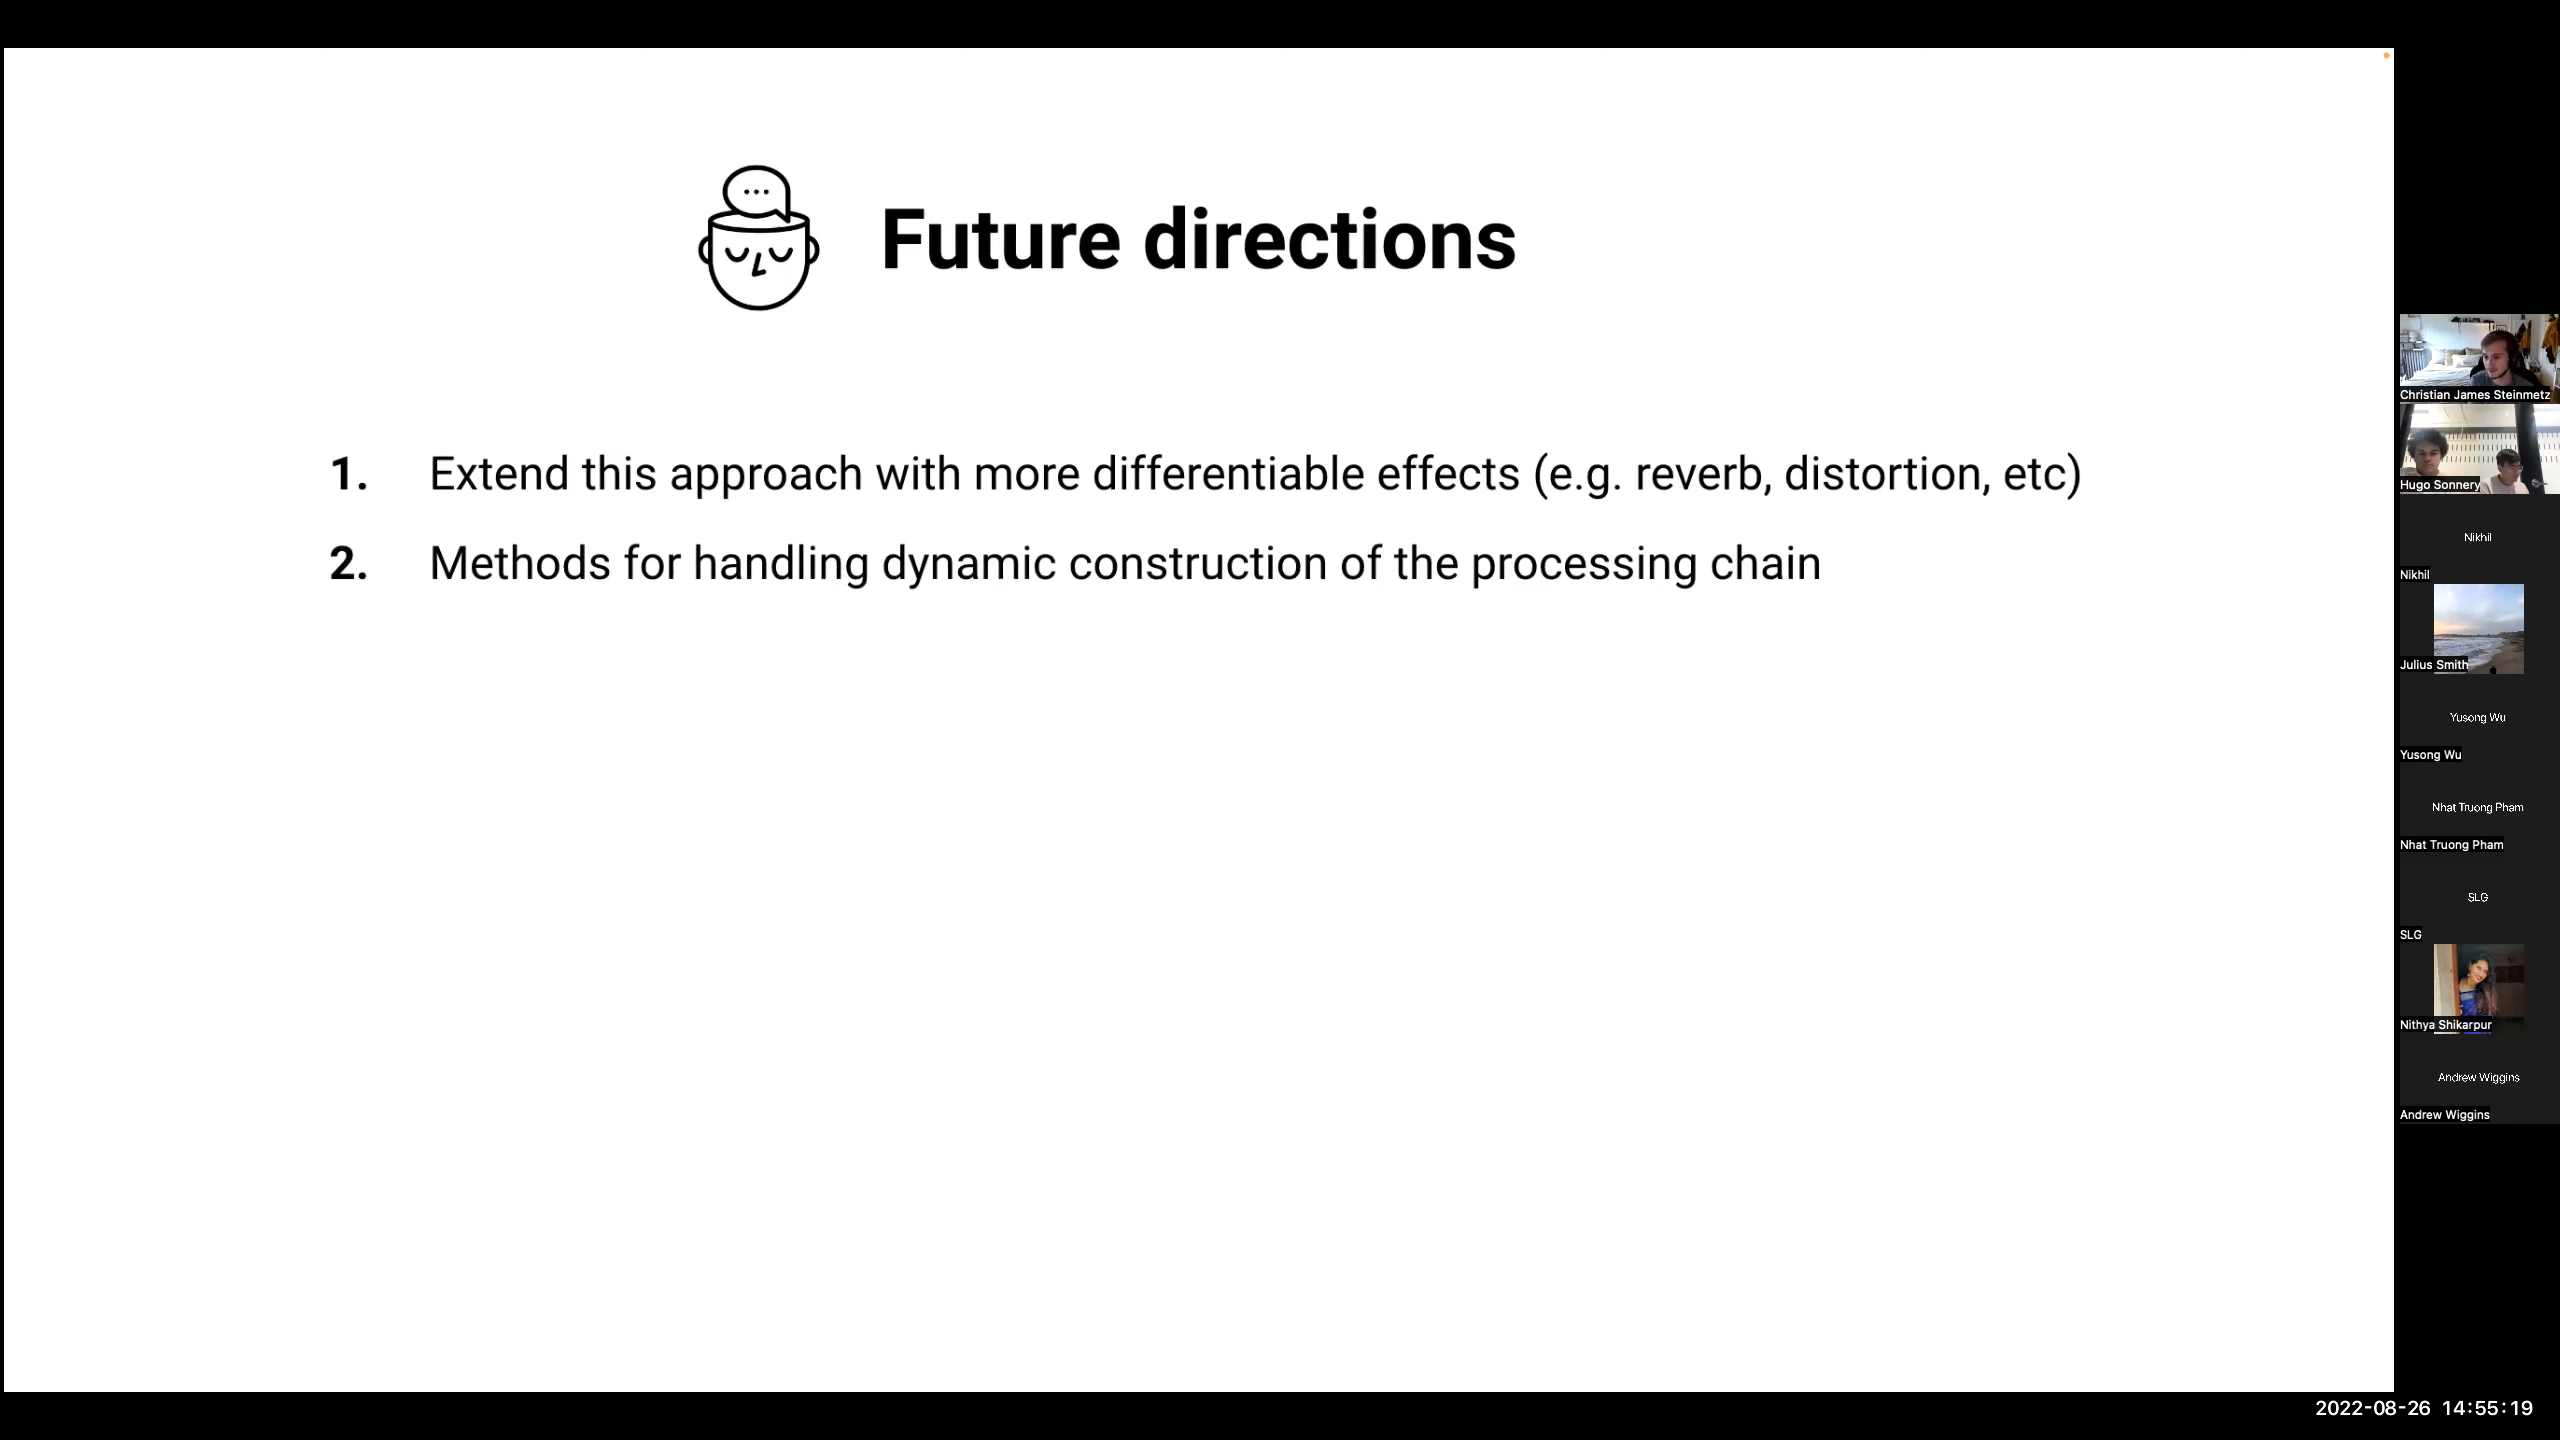 ...
Future directions
1. Extend this approach with more differentiable effects (e.g. reverb, distortion, etc)
2. Methods for handling dynamic construction of the processing chain
Christian James Steinmetz
Hugo Sonnery
Nikhil
Nikhil
Julius Smith
Yusong Wu
Yusong Wu
Nhat Truong Pham
Nhat Truong Pham
SLG
SLG
Nithya Shikarpur
Andrew Wiggins
Andrew Wiggins
2022-08-26 14:55:19